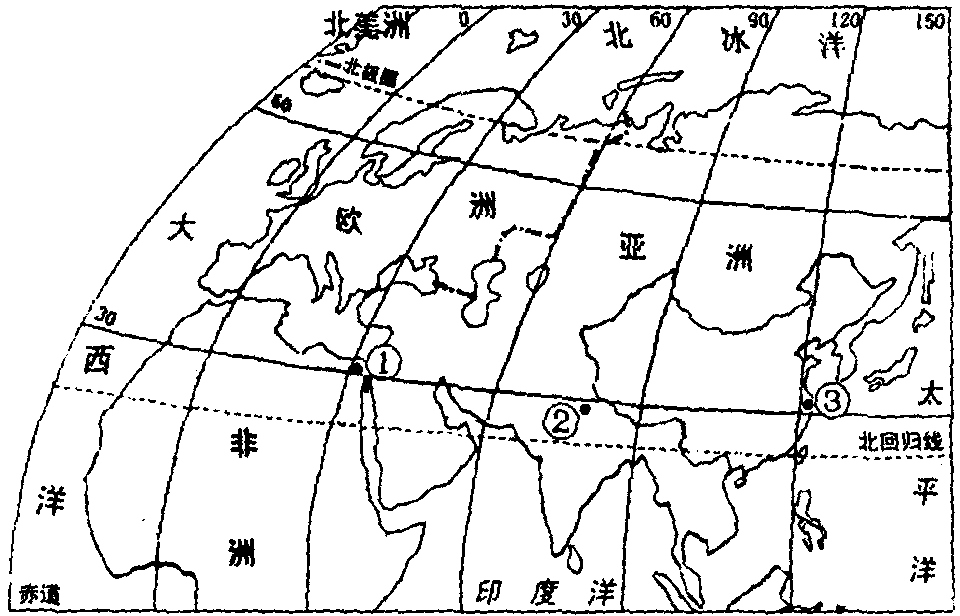 北美洲 0 30 60 90 120 150
北 冰 洋
北极圈
60
大 欧 洲
亚 洲
30
西 ① ② ③ 太
非 北回归线
洋 平
洲 洋
赤道 印 度 洋